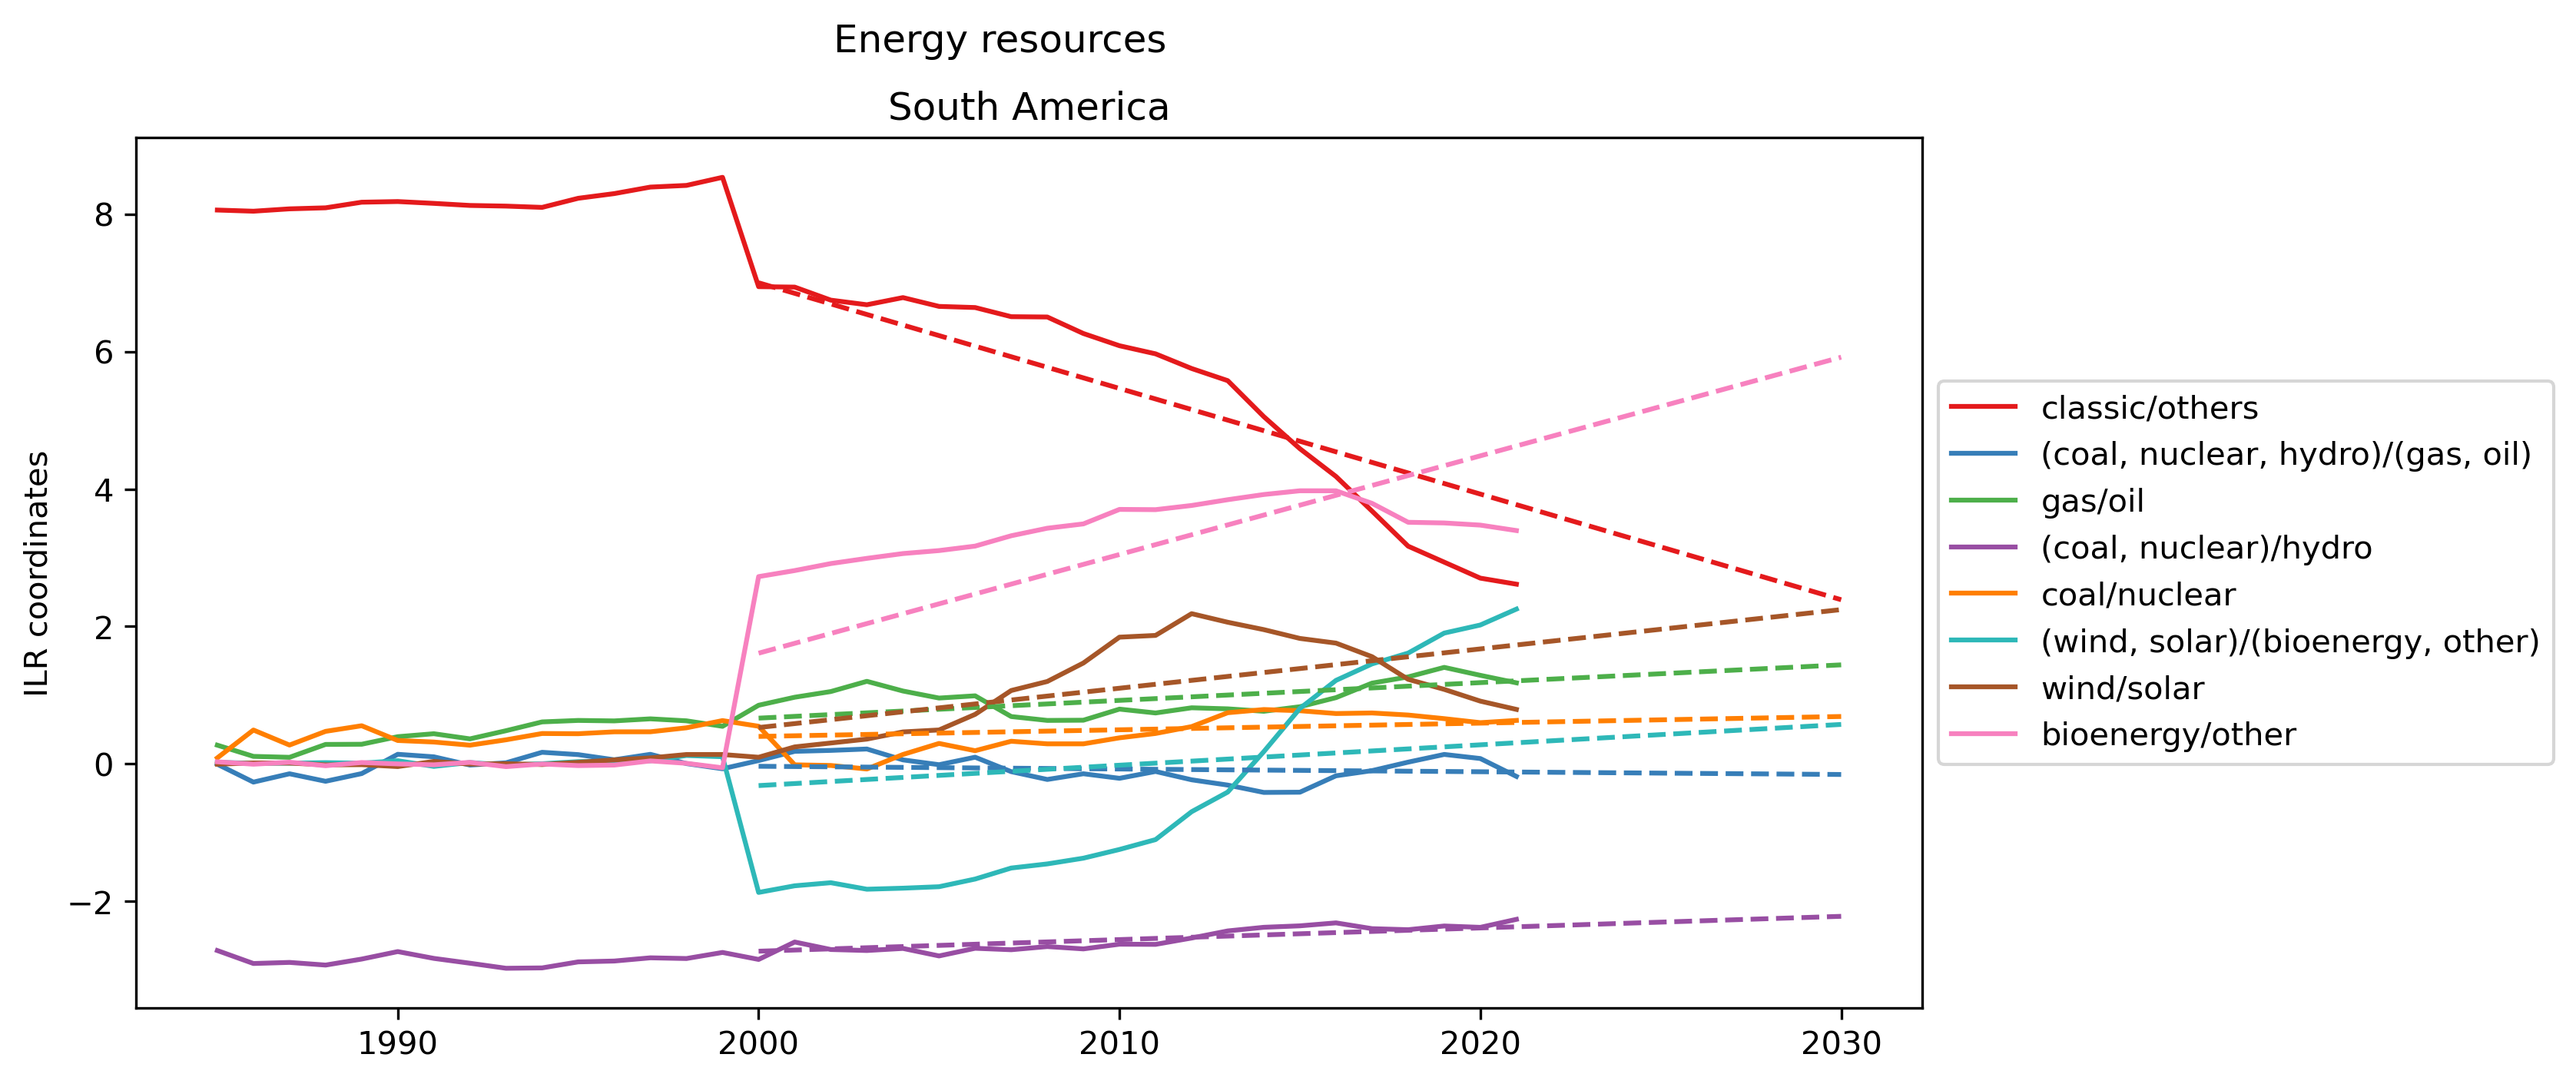 Energy resources
South America
ILR coordinates
8
6
4
2
0
−2
1990
2000
2010
2020
2030
classic/others
(coal, nuclear, hydro)/(gas, oil)
gas/oil
(coal, nuclear)/hydro
coal/nuclear
(wind, solar)/(bioenergy, other)
wind/solar
bioenergy/other